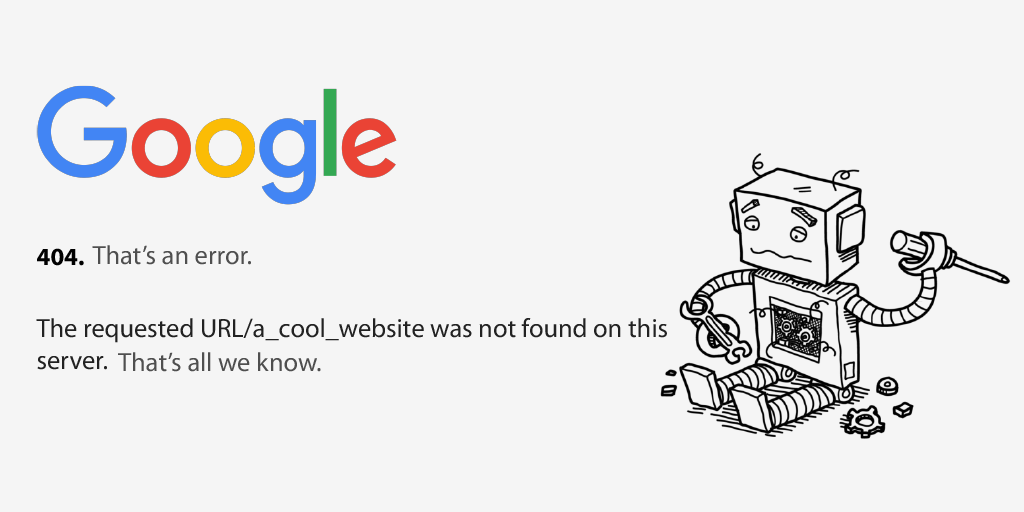 Google
404. That’s an error.
The requested URL/a_cool_website was not found on this
server. That’s all we know.